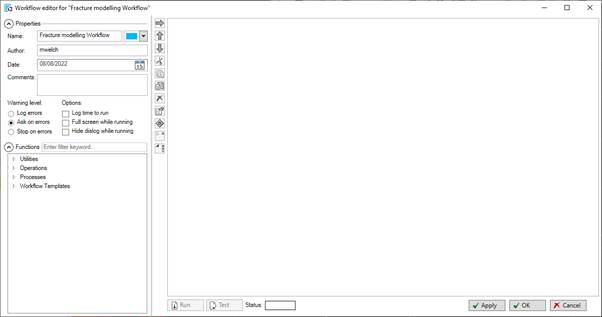 Workflow editor for "Fracture modelling Workflow"
Properties
Name: Fracture modelling Workflow
Author: mwelch
Date: 08/08/2022
Comments:
Warning level: Options:
Log errors Log time to run
Ask on errors Full screen while running
Stop on errors Hide dialog while running
Functions Enter filter keyword...
Utilities
Operations
Processes
Workflow Templates
Run Test Status: Apply OK Cancel